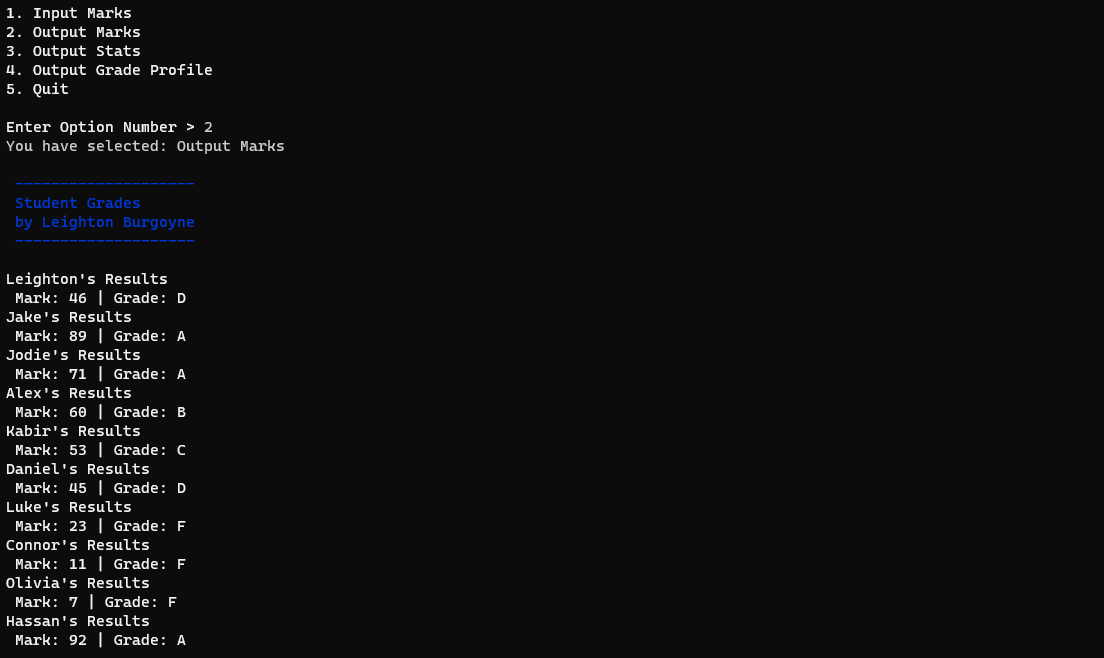 1. Input Marks
2. Output Marks
3. Output Stats
4. Output Grade Profile
5. Quit
Enter Option Number > 2
You have selected: Output Marks
--------------------
Student Grades
by Leighton Burgoyne
--------------------
Leighton's Results
Mark: 46 | Grade: D
Jake's Results
Mark: 89 | Grade: A
Jodie's Results
Mark: 71 | Grade: A
Alex's Results
Mark: 60 | Grade: B
Kabir's Results
Mark: 53 | Grade: C
Daniel's Results
Mark: 45 | Grade: D
Luke's Results
Mark: 23 | Grade: F
Connor's Results
Mark: 11 | Grade: F
Olivia's Results
Mark: 7 | Grade: F
Hassan's Results
Mark: 92 | Grade: A